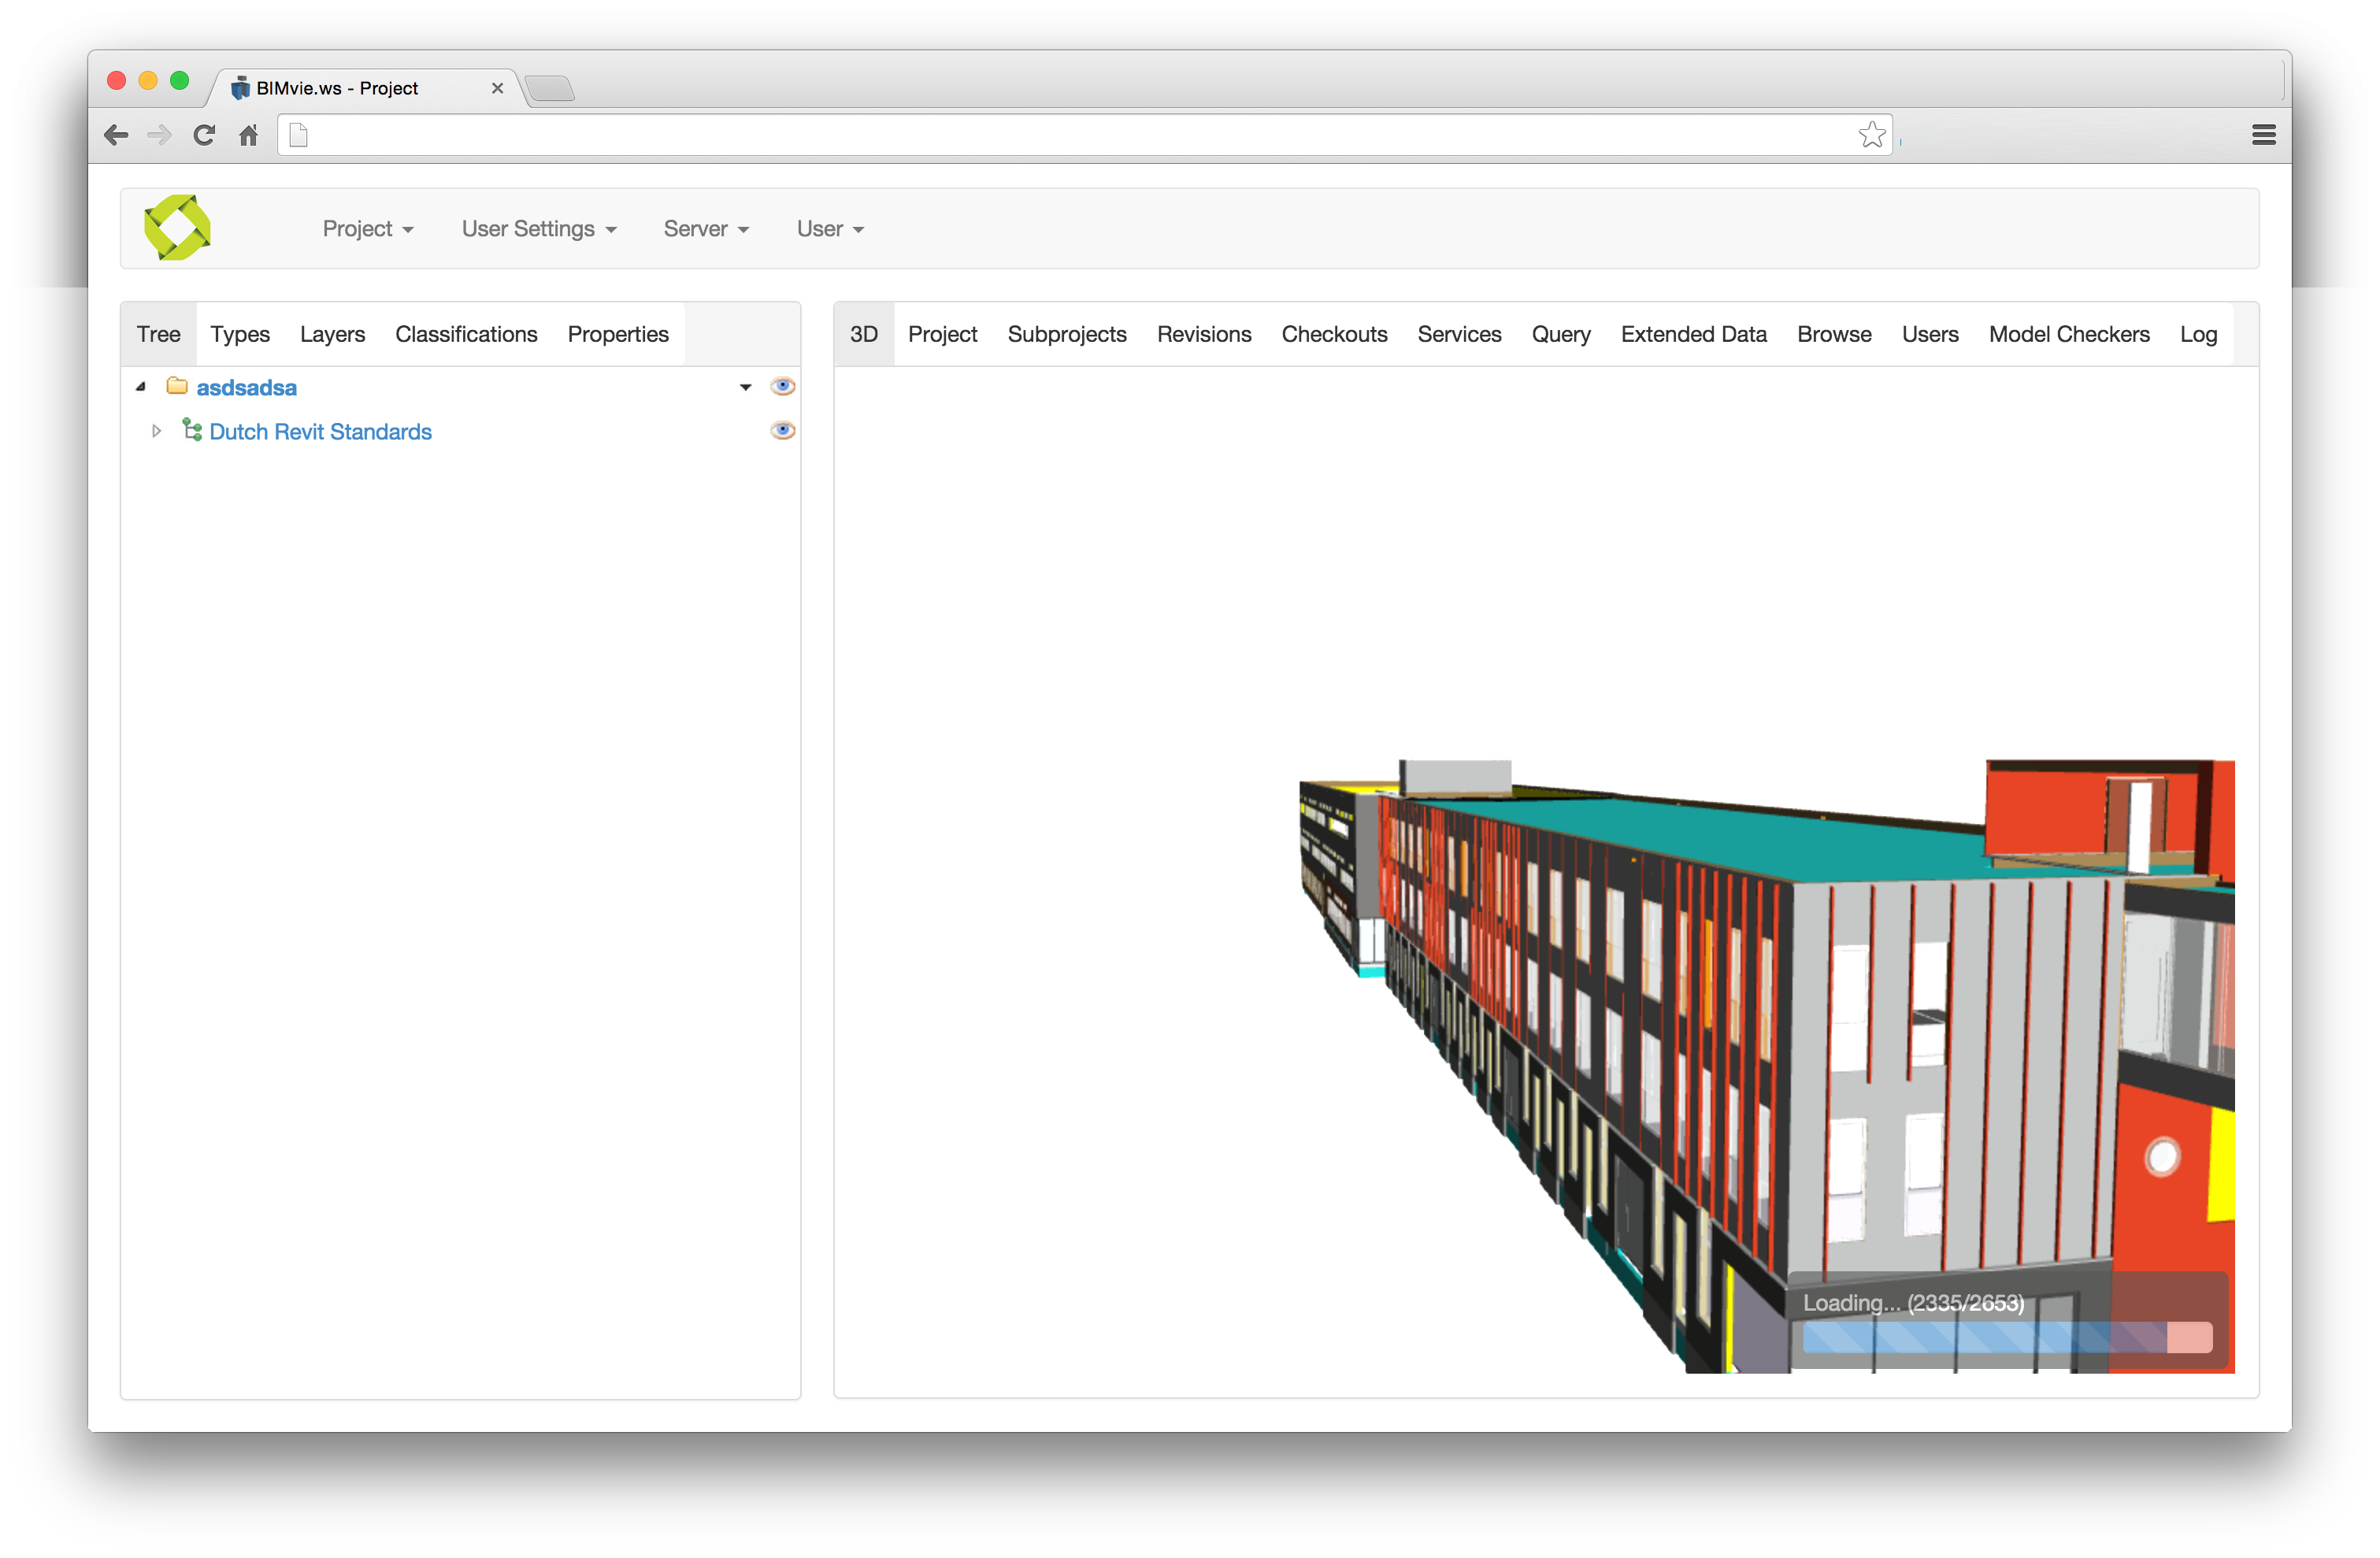 BIMvie.ws - Project
Project User Settings Server User
Tree Types Layers Classifications Properties
asdsadsa
Dutch Revit Standards
3D Project Subprojects Revisions Checkouts Services Query Extended Data Browse Users Model Checkers Log
Loading... (2335/2653)